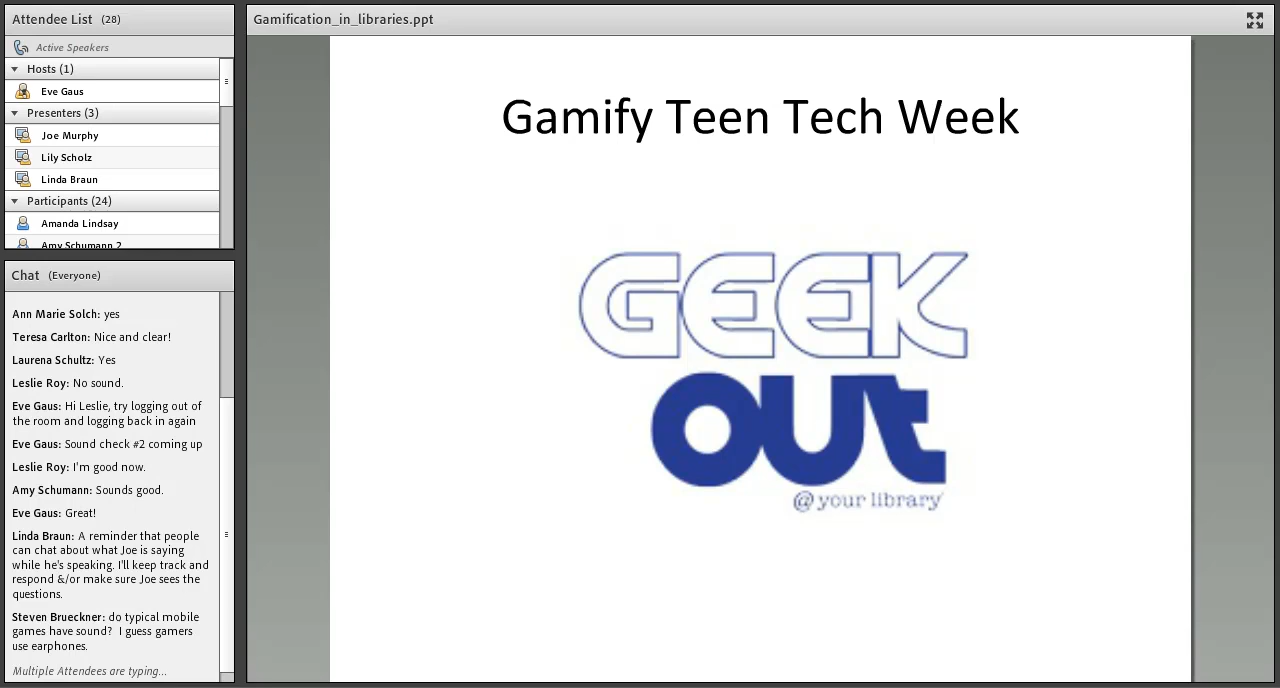 Attendee List (28)
Active Speakers
Hosts (1)
Eve Gaus
Presenters (3)
Joe Murphy
Lily Scholz
Linda Braun
Participants (24)
Amanda Lindsay
Amy Schumann 2
Chat (Everyone)
Ann Marie Solch: yes
Teresa Carlton: Nice and clear!
Laurena Schultz: Yes
Leslie Roy: No sound.
Eve Gaus: Hi Leslie, try logging out of
the room and logging back in again
Eve Gaus: Sound check #2 coming up
Leslie Roy: I'm good now.
Amy Schumann: Sounds good.
Eve Gaus: Great!
Linda Braun: A reminder that people
can chat about what Joe is saying
while he's speaking. I'll keep track and
respond &/or make sure Joe sees the
questions.
Steven Brueckner: do typical mobile
games have sound?  I guess gamers
use earphones.
Multiple Attendees are typing...
Gamification_in_libraries.ppt
Gamify Teen Tech Week
GEEK
OUt
@ your library